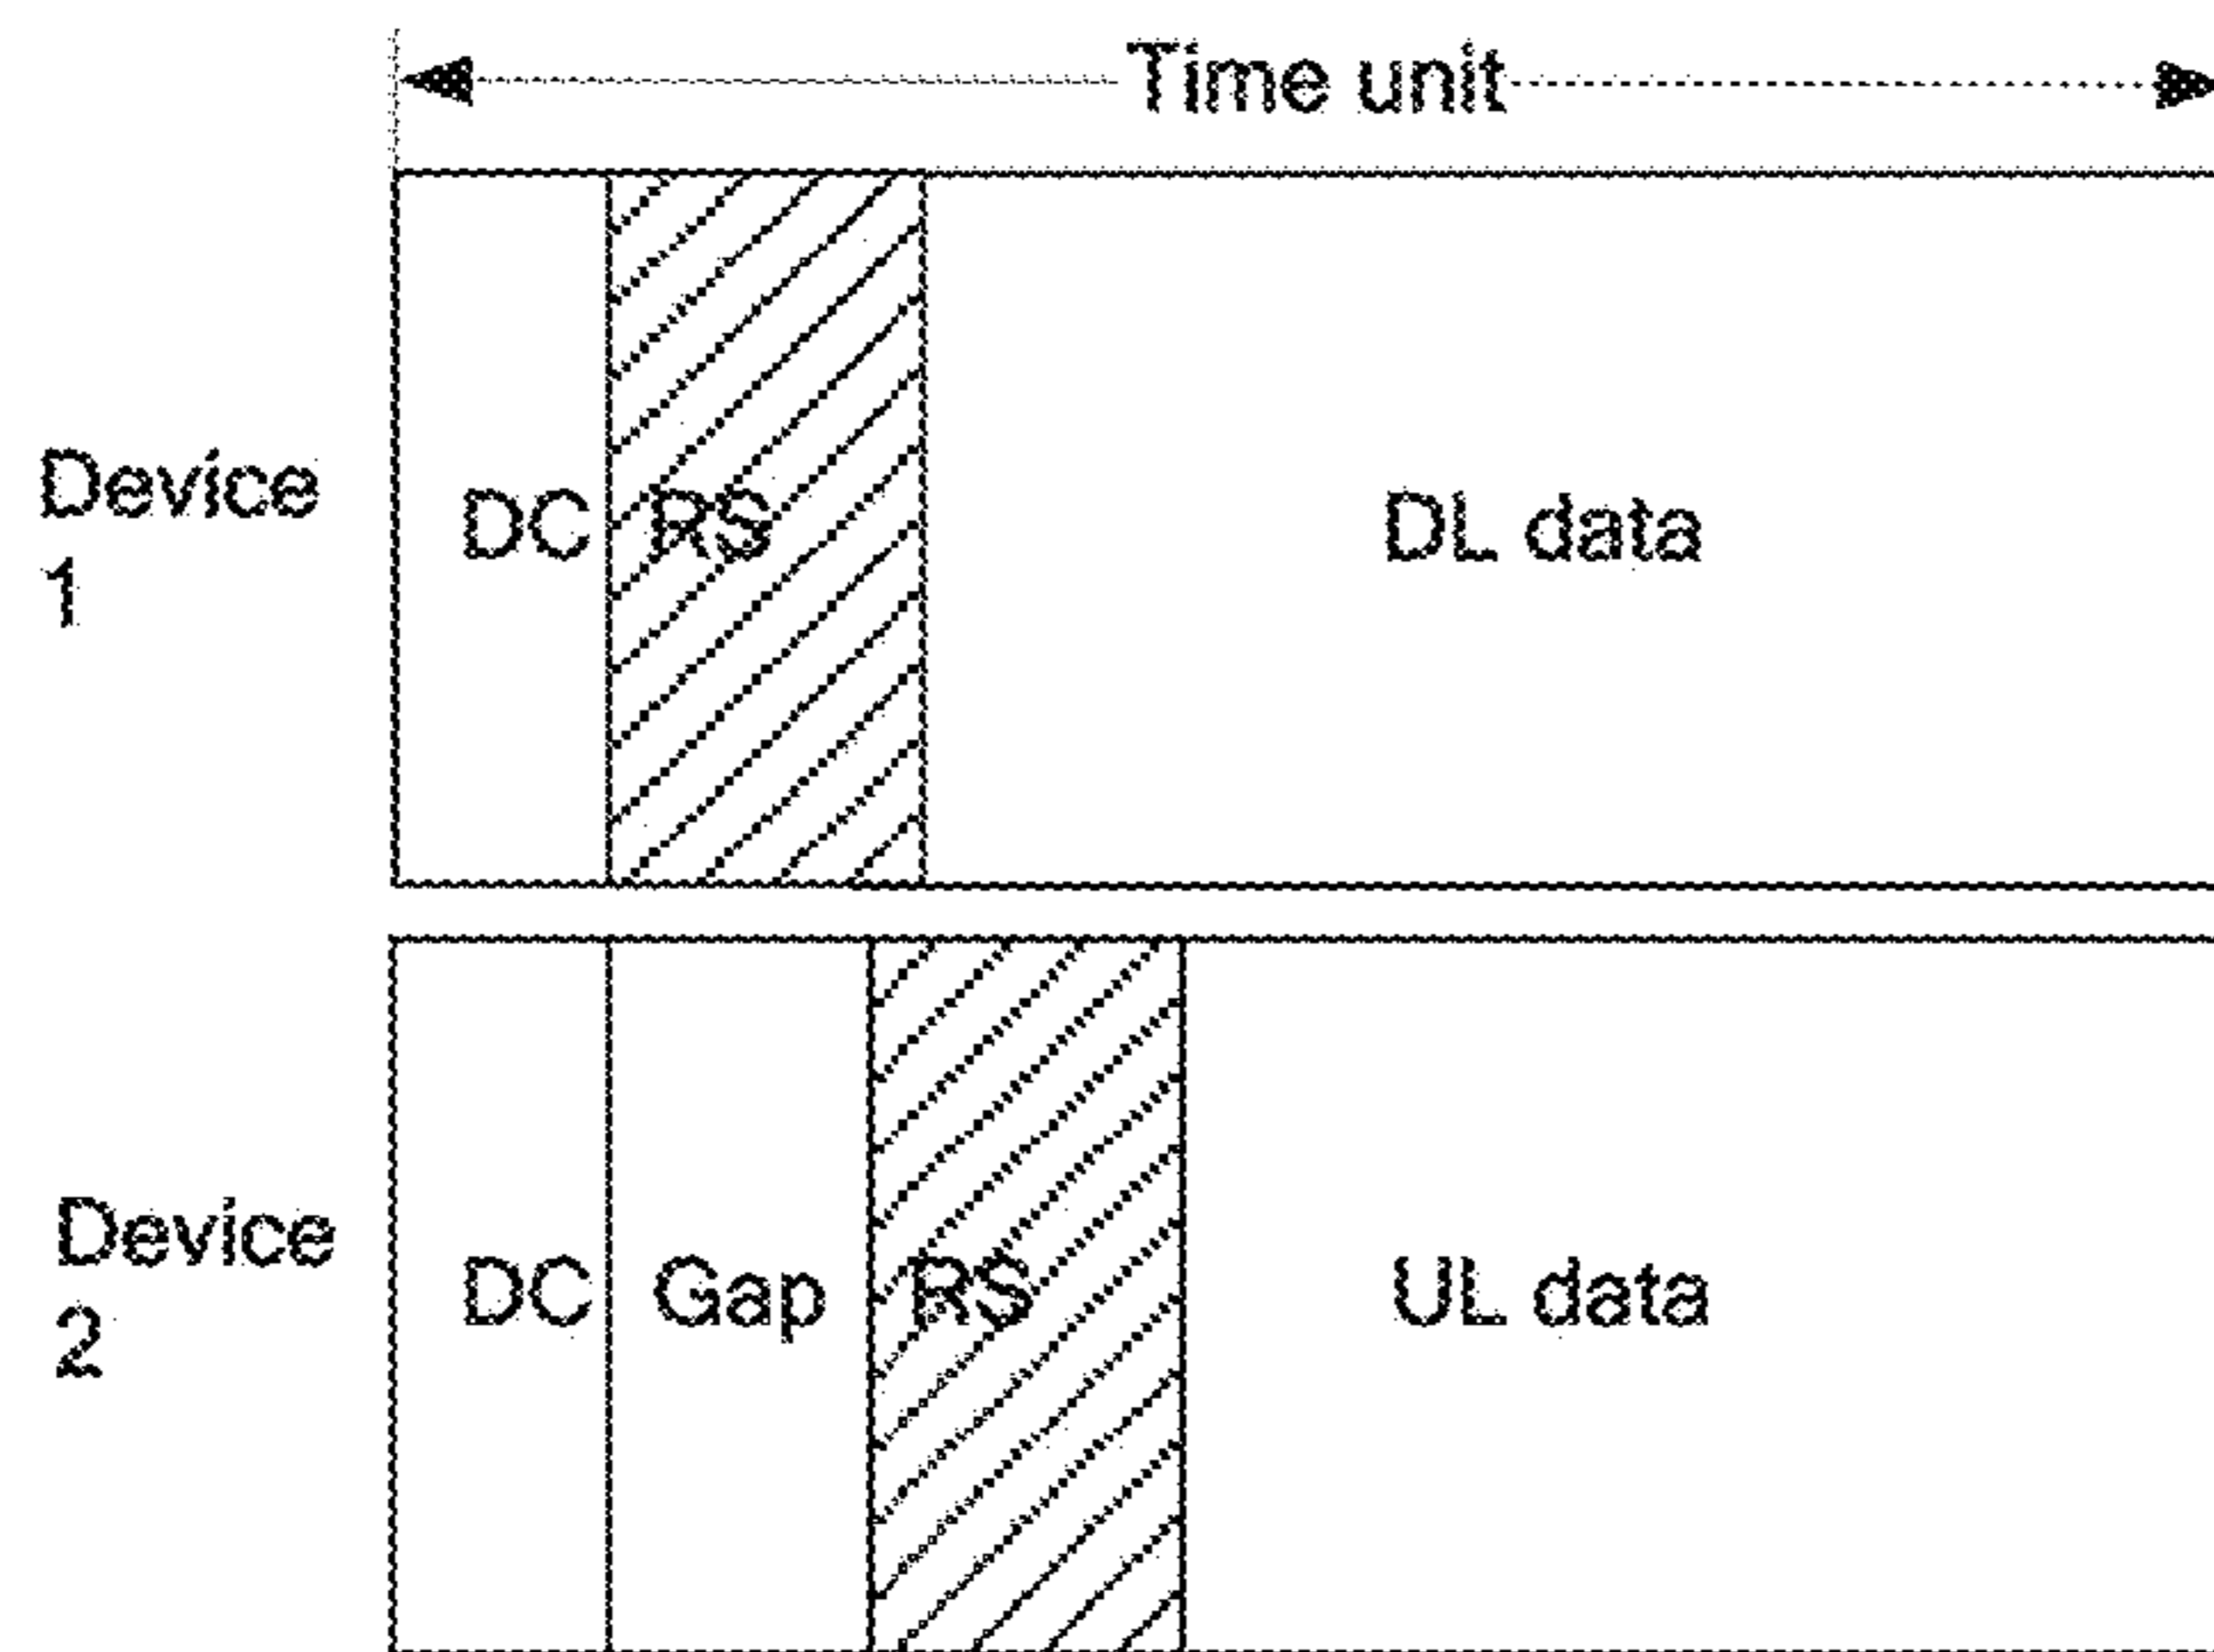 Time unit
Device
1
DC RS DL data
Device
2
DC Gap RS UL data